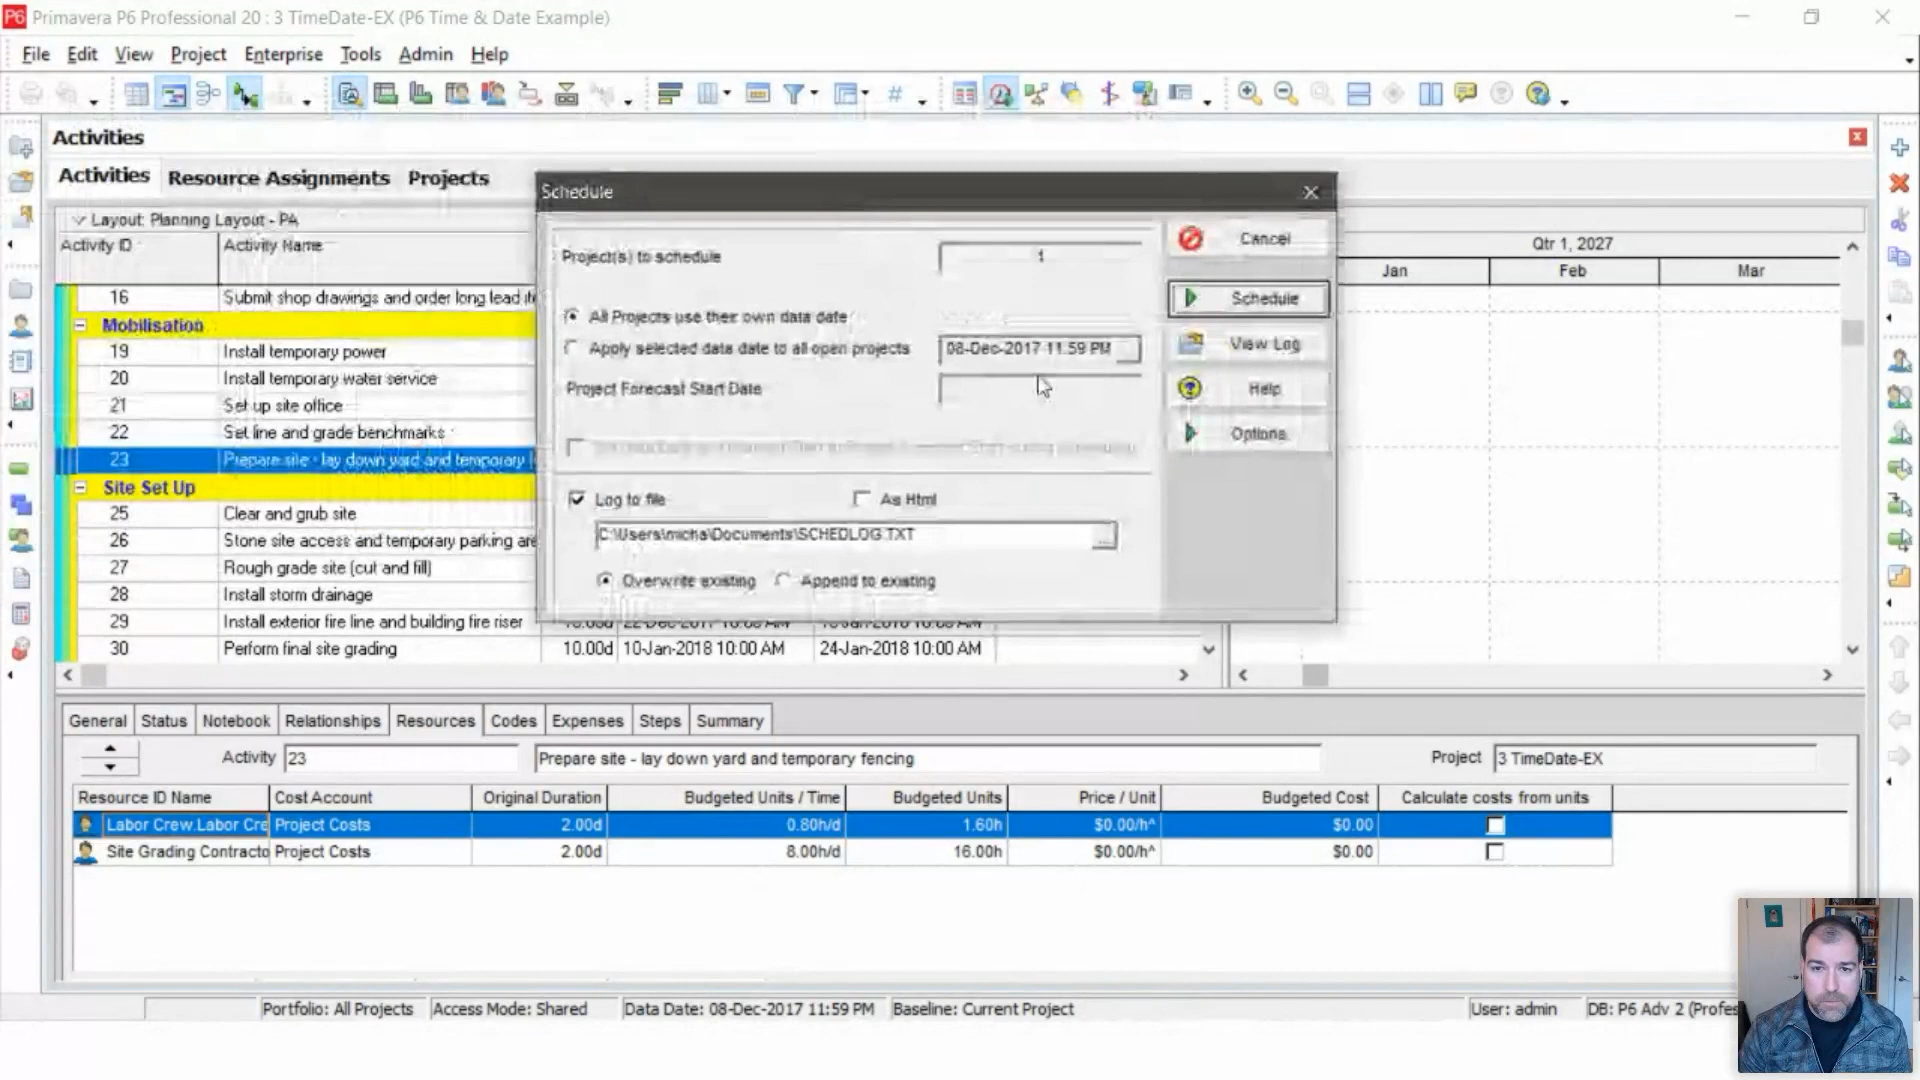 Primavera P6 Professional 20 : 3 TimeDate-EX (P6 Time & Date Example)
File Edit View Project Enterprise Tools Admin Help
Activities
Activities Resource Assignments Projects
Layout: Planning Layout - PA
Activity ID Activity Name
Qtr 1, 2027
Jan Feb Mar
16 Submit shop drawings and order long lead
Mobilisation
19 Install temporary power
20 Install temporary water service
21 Set up site office
22 Set line and grade benchmarks
23 Prepare site - lay down yard and temporary
Site Set Up
25 Clear and grub site
26 Stone site access and temporary parking are
27 Rough grade site (cut and fill)
28 Install storm drainage
29 Install exterior fire line and building fire riser
30 Perform final site grading 10.00d 10-Jan-2018 10:00 AM 24-Jan-2018 10:00 AM
Schedule
Project(s) to schedule 1
All Projects use their own data date
Apply selected data date to all open projects 08-Dec-2017 11:59 PM
Project Forecast Start Date
Log to file As Html
C:\Users\micha\Documents\SCHEDLOG.TXT ...
Overwrite existing Append to existing
Cancel
Schedule
View Log
Help
Options
General Status Notebook Relationships Resources Codes Expenses Steps Summary
Activity 23 Prepare site - lay down yard and temporary fencing Project 3 TimeDate-EX
Resource ID Name Cost Account Original Duration Budgeted Units / Time Budgeted Units Price / Unit Budgeted Cost Calculate costs from units
Labor Crew.Labor Cre Project Costs 2.00d 0.80h/d 1.60h $0.00/h^ $0.00
Site Grading Contracto Project Costs 2.00d 8.00h/d 16.00h $0.00/h^ $0.00
Portfolio: All Projects Access Mode: Shared Data Date: 08-Dec-2017 11:59 PM Baseline: Current Project User: admin DB: P6 Adv 2 (Profes